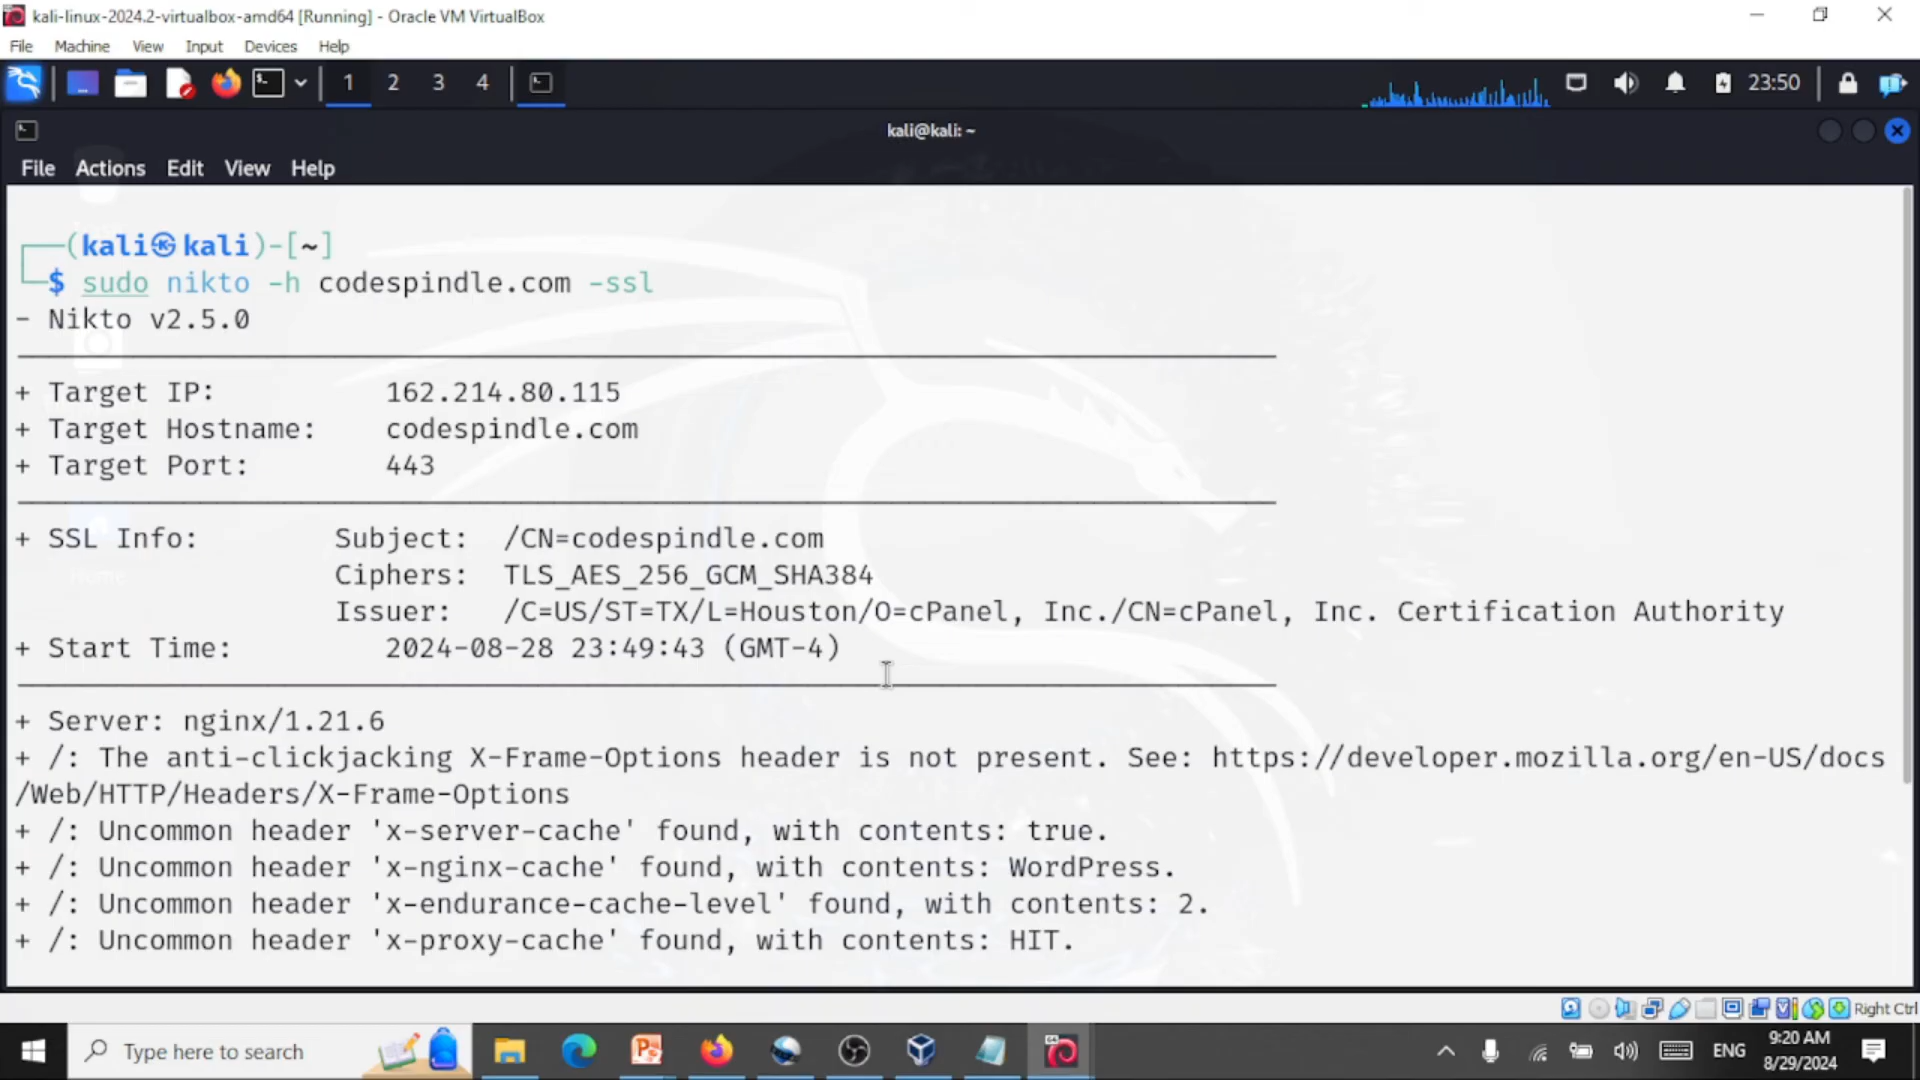 kali-linux-2024.2-virtualbox-amd64 [Running] - Oracle VM VirtualBox
File Machine View Input Devices Help
1 2 3 4 23:50
kali@kali: ~
File Actions Edit View Help
(kali㉿kali)-[~]
$ sudo nikto -h codespindle.com -ssl
- Nikto v2.5.0
+ Target IP: 162.214.80.115
+ Target Hostname: codespindle.com
+ Target Port: 443
+ SSL Info: Subject: /CN=codespindle.com
Ciphers: TLS_AES_256_GCM_SHA384
Issuer: /C=US/ST=TX/L=Houston/O=cPanel, Inc./CN=cPanel, Inc. Certification Authority
+ Start Time: 2024-08-28 23:49:43 (GMT-4)
+ Server: nginx/1.21.6
+ /: The anti-clickjacking X-Frame-Options header is not present. See: https://developer.mozilla.org/en-US/docs
/Web/HTTP/Headers/X-Frame-Options
+ /: Uncommon header 'x-server-cache' found, with contents: true.
+ /: Uncommon header 'x-nginx-cache' found, with contents: WordPress.
+ /: Uncommon header 'x-endurance-cache-level' found, with contents: 2.
+ /: Uncommon header 'x-proxy-cache' found, with contents: HIT.
Right Ctrl
Type here to search
ENG
9:20 AM
8/29/2024